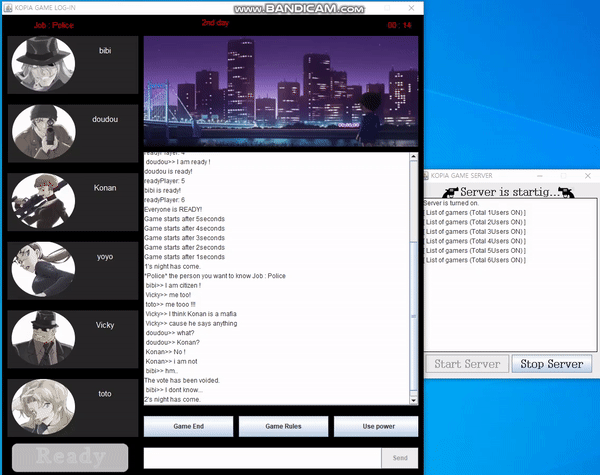 www.BANDICAM.com
KOPIA GAME LOG-IN
Job : Police
2nd day
00 : 14
bibi
doudou
Konan
yoyo
Vicky
toto
Ready
readyPlayer: 4
doudou>> I am ready !
doudou is ready!
readyPlayer: 5
bibi is ready!
readyPlayer: 6
Everyone is READY!
Game starts after 5seconds
Game starts after 4seconds
Game starts after 3seconds
Game starts after 2seconds
Game starts after 1seconds
1's night has come.
*Police* the person you want to know Job : Police
bibi>> I am citizen !
Vicky>> me too!
toto>> me tooo !!!
Vicky>> I think Konan is a mafia
Vicky>> cause he says anything
doudou>> what?
doudou>> Konan?
Konan>> No !
Konan>> i am not
bibi>> hm..
The vote has been voided.
bibi>> I dont know...
2's night has come.
Game End
Game Rules
Use power
Send
KOPIA GAME SERVER
Server is startig...
Server is turned on.
[ List of gamers (Total 1Users ON) ]
[ List of gamers (Total 2Users ON) ]
[ List of gamers (Total 3Users ON) ]
[ List of gamers (Total 4Users ON) ]
[ List of gamers (Total 5Users ON) ]
[ List of gamers (Total 6Users ON) ]
Start Server
Stop Server